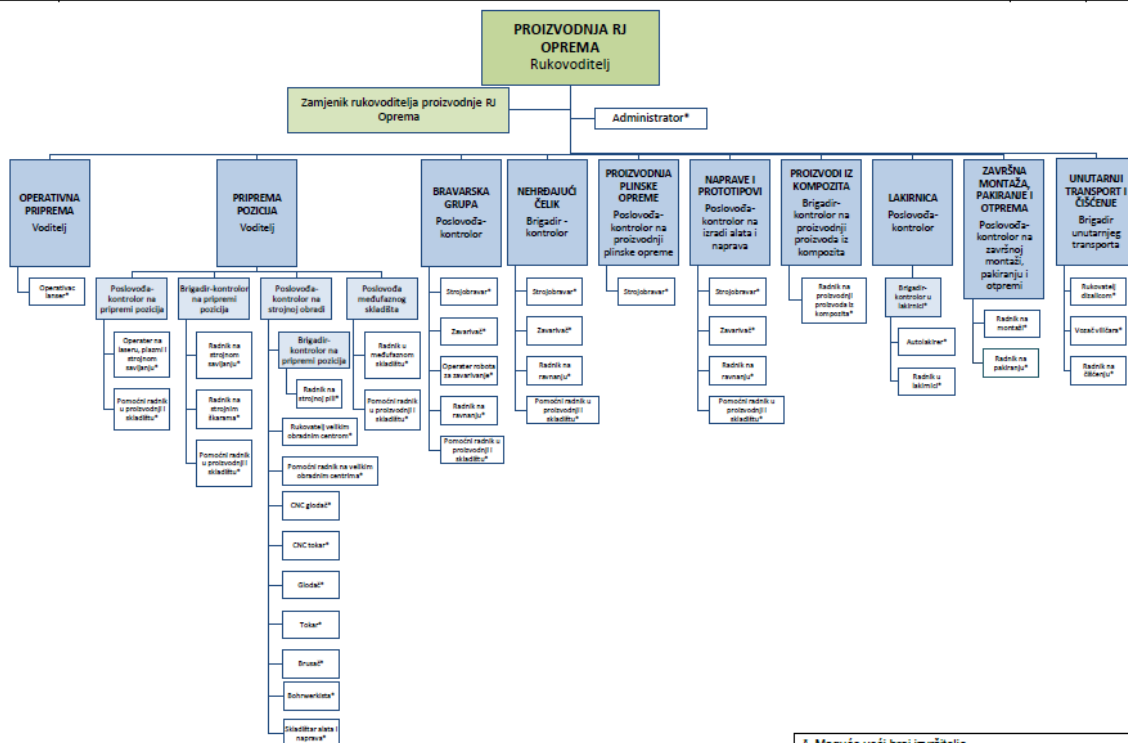 PROIZVODNJA RJ
OPREMA
Rukovoditelj
Zamjenik rukovoditelja proizvodnje RJ
Oprema
Administrator*
OPERATIVNA
PRIPREMA
Voditelj
Operativac
lanser*
PRIPREMA
POZICIJA
Voditelj
Poslovođa-
kontrolor na
pripremi pozicija
Operater na
laseru, plazmi i
strojnom
savijanju*
Pomoćni radnik
u proizvodnji i
skladištu*
Brigadir-kontrolor
na pripremi
pozicija
Radnik na
strojnom
savijanju*
Radnik na
strojnim
škarama*
Pomoćni radnik
u proizvodnji i
skladištu*
Poslovođa-
kontrolor na
strojnoj obradi
Brigadir-
kontrolor na
pripremi pozicija
Radnik na
strojnoj pili*
Rukovatelj velikim
obradnim centrom*
Pomoćni radnik na velikim
obradnim centrima*
CNC glodač*
CNC tokar*
Glodač*
Tokar*
Brusač*
Bohrwerkista*
Skladištar alata i
naprava*
Poslovođa
međufaznog
skladišta
Radnik u
međufaznom
skladištu*
Pomoćni radnik
u proizvodnji i
skladištu*
BRAVARSKA
GRUPA
Poslovođa-
kontrolor
Strojobravar*
Zavarivač*
Operater robota
za zavarivanje*
Radnik na
ravnanju*
Pomoćni radnik u
proizvodnji i
skladištu*
NEHRĐAJUĆI
ČELIK
Brigadir -
kontrolor
Strojobravar*
Zavarivač*
Radnik na
ravnanju*
Pomoćni radnik u
proizvodnji i
skladištu*
PROIZVODNJA
PLINSKE
OPREME
Poslovođa-
kontrolor na
proizvodnji
plinske opreme
Strojobravar*
NAPRAVE I
PROTOTIPOVI
Poslovođa-
kontrolor na
izradi alata i
naprava
Strojobravar*
Zavarivač*
Radnik na
ravnanju*
Pomoćni radnik u
proizvodnji i
skladištu*
PROIZVODI IZ
KOMPOZITA
Brigadir-
kontrolor na
proizvodnji
proizvoda iz
kompozita
Radnik na
proizvodnji
proizvoda iz
kompozita*
LAKIRNICA
Poslovođa-
kontrolor
Brigadir-
kontrolor u
lakirnici*
Autolakirer*
Radnik u
lakirnici*
ZAVRŠNA
MONTAŽA,
PAKIRANJE I
OTPREMA
Poslovođa-
kontrolor na
završnoj
montaži,
pakiranju i
otpremi
Radnik na
montaži*
Radnik na
pakiranju*
UNUTARNJI
TRANSPORT I
ČIŠĆENJE
Brigadir
unutarnjeg
transporta
Rukovatelj
dizalicom*
Vozač viličara*
Radnik na
čišćenju*